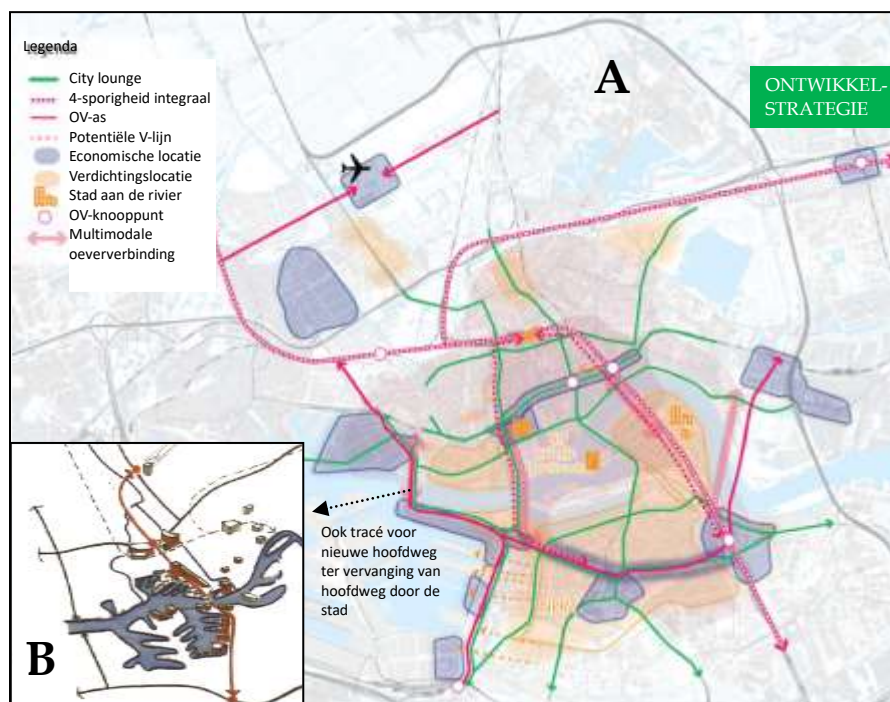 Legenda
City lounge
4-sporigheid integraal
OV-as
Potentiële V-lijn
Economische locatie
Verdichtingslocatie
Stad aan de rivier
OV-knooppunt
Multimodale
oeververbinding
A
ONTWIKKEL-
STRATEGIE
Ook tracé voor
nieuwe hoofdweg
ter vervanging van
hoofdweg door de
stad
B